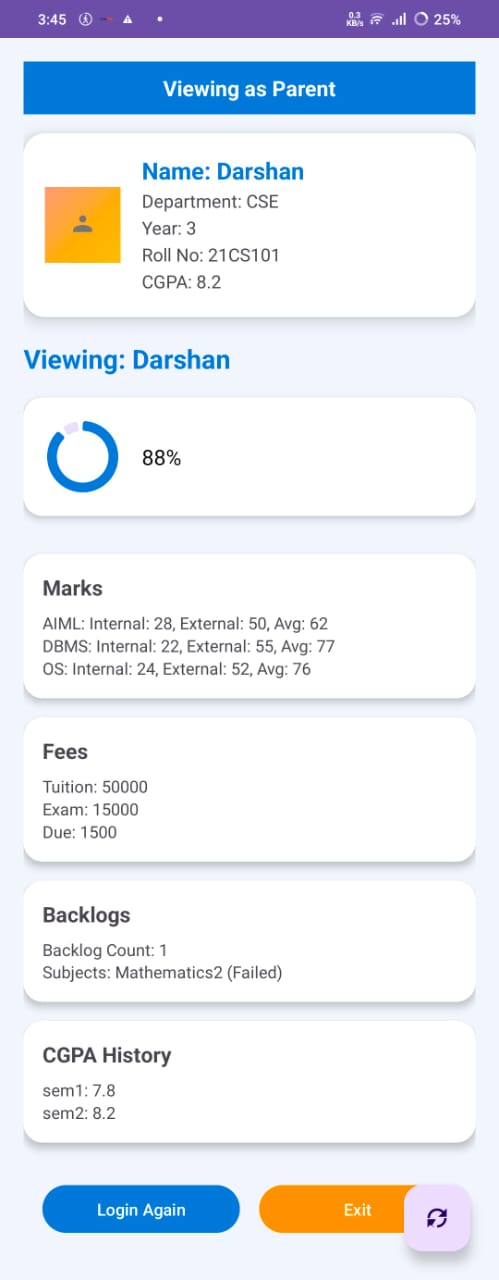 3:45
0.3
KB/s
25%
Viewing as Parent
Name: Darshan
Department: CSE
Year: 3
Roll No: 21CS101
CGPA: 8.2
Viewing: Darshan
88%
Marks
AIML: Internal: 28, External: 50, Avg: 62
DBMS: Internal: 22, External: 55, Avg: 77
OS: Internal: 24, External: 52, Avg: 76
Fees
Tuition: 50000
Exam: 15000
Due: 1500
Backlogs
Backlog Count: 1
Subjects: Mathematics2 (Failed)
CGPA History
sem1: 7.8
sem2: 8.2
Login Again
Exit